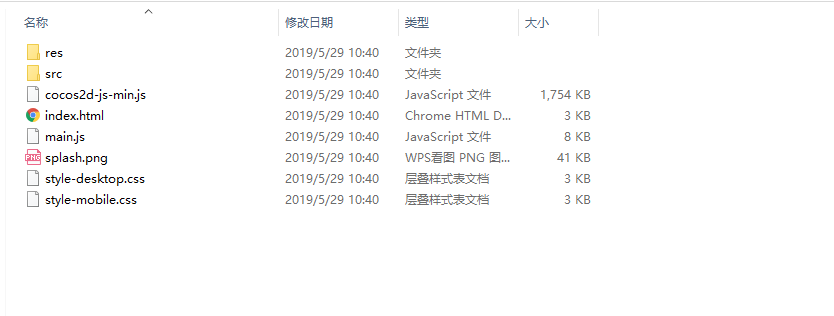 名称 修改日期 类型 大小
res 2019/5/29 10:40 文件夹
src 2019/5/29 10:40 文件夹
cocos2d-js-min.js 2019/5/29 10:40 JavaScript 文件 1,754 KB
index.html 2019/5/29 10:40 Chrome HTML D... 3 KB
main.js 2019/5/29 10:40 JavaScript 文件 8 KB
splash.png 2019/5/29 10:40 WPS看图 PNG 图... 41 KB
style-desktop.css 2019/5/29 10:40 层叠样式表文档 3 KB
style-mobile.css 2019/5/29 10:40 层叠样式表文档 3 KB